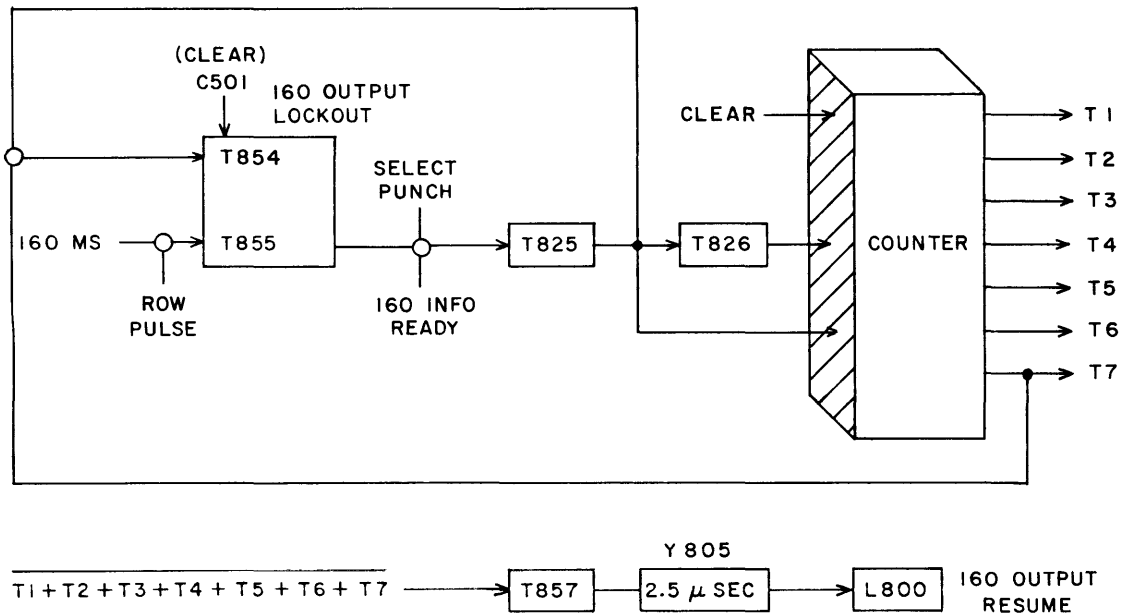 (CLEAR)
C501
160 OUTPUT
LOCKOUT
T854
T855
160 MS
ROW
PULSE
SELECT
PUNCH
160 INFO
READY
T825
T826
CLEAR
COUNTER
T1
T2
T3
T4
T5
T6
T7
T1+T2+T3+T4+T5+T6+T7
T857
Y805
2.5 μ SEC
L800
160 OUTPUT
RESUME